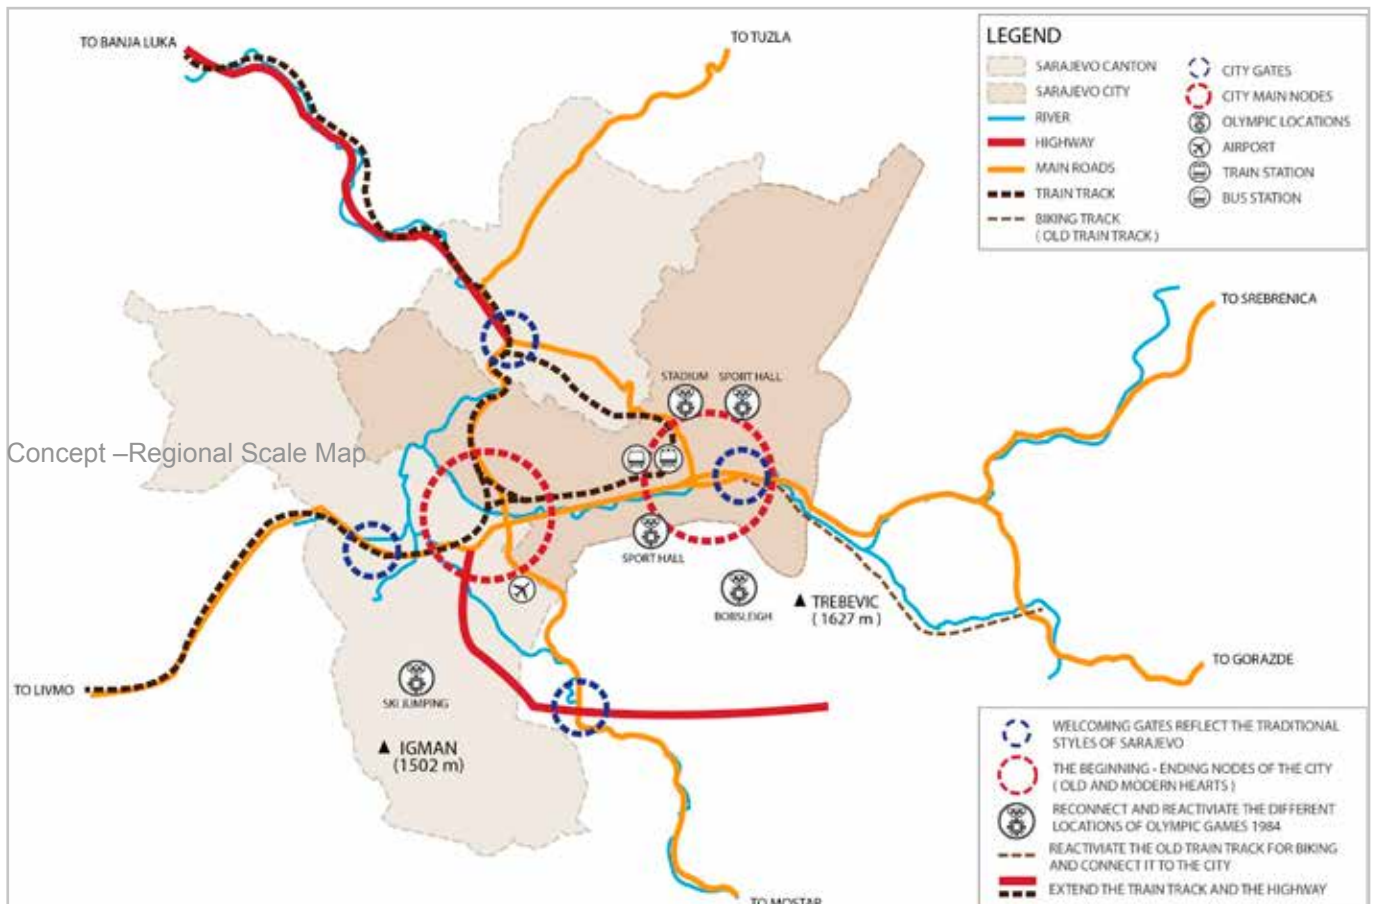 TO BANJA LUKA
TO TUZLA
LEGEND
SARAJEVO CANTON
SARAJEVO CITY
RIVER
HIGHWAY
MAIN ROADS
TRAIN TRACK
BIKING TRACK
( OLD TRAIN TRACK )
CITY GATES
CITY MAIN NODES
OLYMPIC LOCATIONS
AIRPORT
TRAIN STATION
BUS STATION
TO SREBRENICA
STADIUM
SPORT HALL
Concept –Regional Scale Map
SPORT HALL
BOBSLEIGH
TREBEVIC
( 1627 m )
TO GORAZDE
TO LIVMO
SKI JUMPING
IGMAN
(1502 m)
WELCOMING GATES REFLECT THE TRADITIONAL
STYLES OF SARAJEVO
THE BEGINNING - ENDING NODES OF THE CITY
( OLD AND MODERN HEARTS )
RECONNECT AND REACTIVIATE THE DIFFERENT
LOCATIONS OF OLYMPIC GAMES 1984
REACTIVIATE THE OLD TRAIN TRACK FOR BIKING
AND CONNECT IT TO THE CITY
EXTEND THE TRAIN TRACK AND THE HIGHWAY
TO MOSTAR